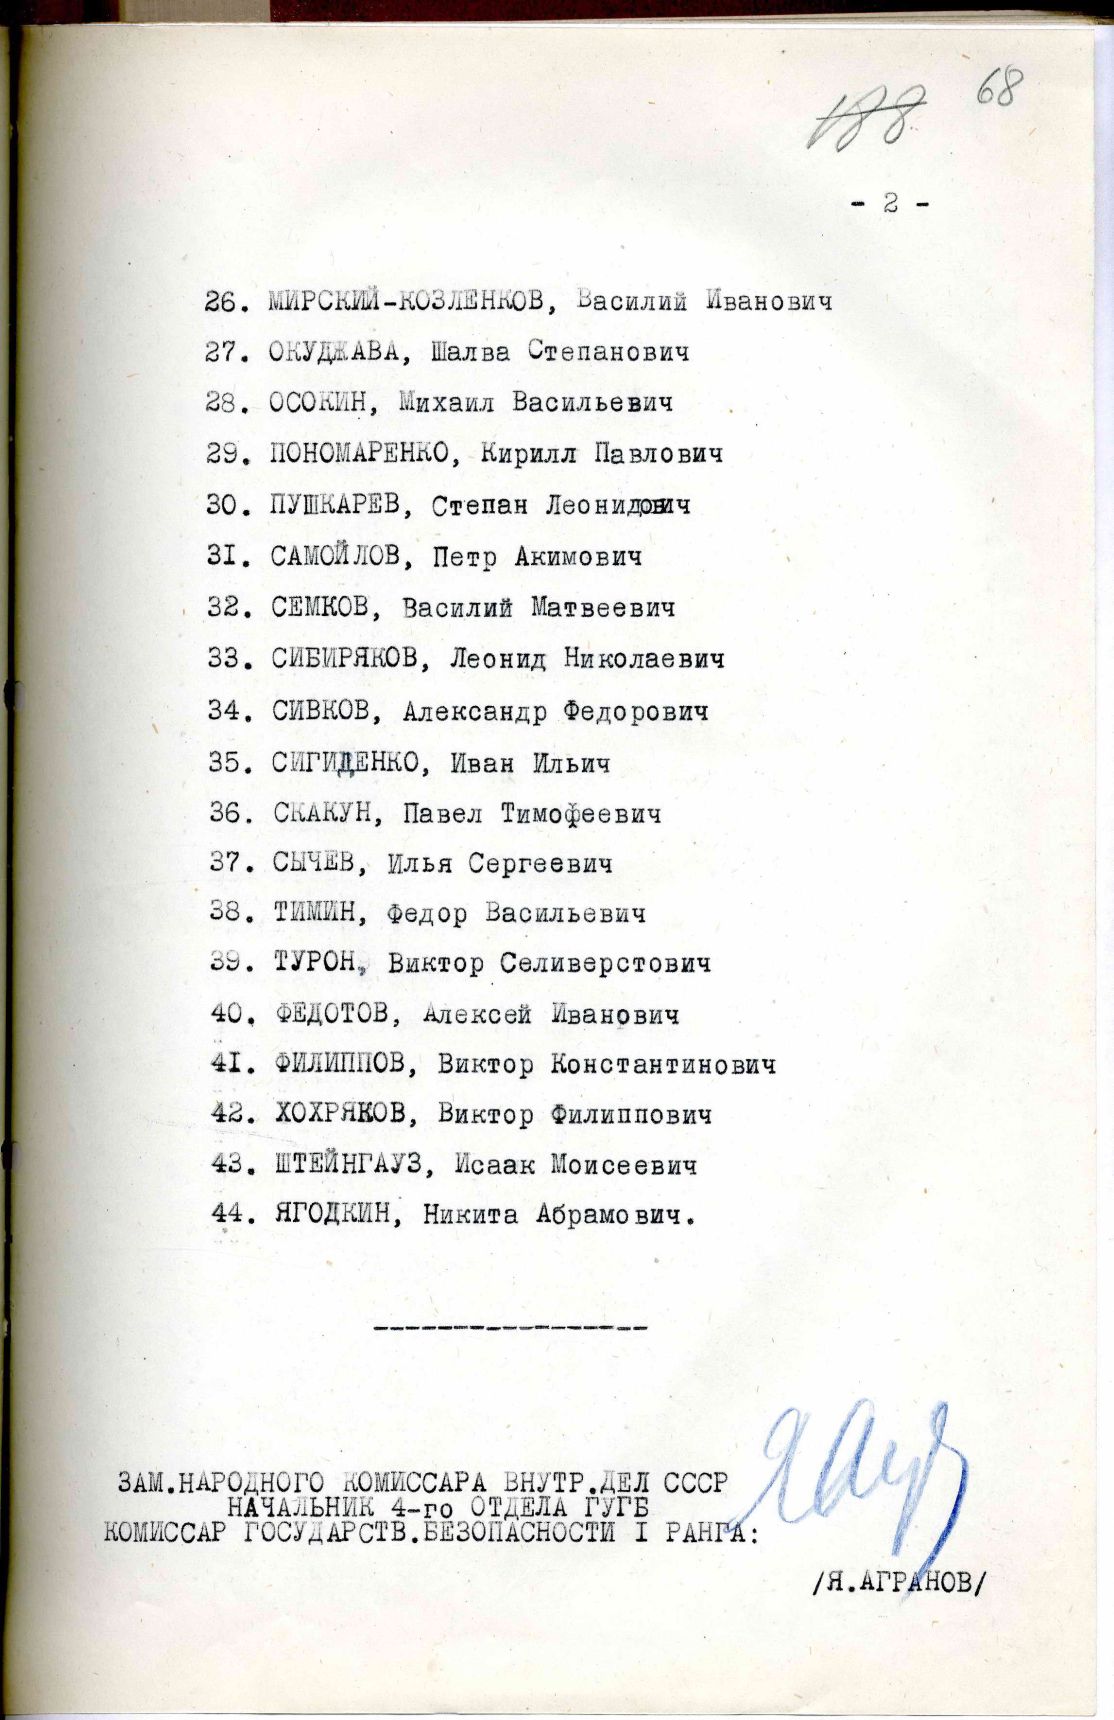 188 68
- 2 -
26. МИРСКИЙ-КОЗЛЕНКОВ, Василий Иванович
27. ОКУДЖАВА, Шалва Степанович
28. ОСОКИН, Михаил Васильевич
29. ПОНОМАРЕНКО, Кирилл Павлович
30. ПУШКАРЕВ, Степан Леонидович
31. САМОЙЛОВ, Петр Акимович
32. СЕМКОВ, Василий Матвеевич
33. СИБИРЯКОВ, Леонид Николаевич
34. СИВКОВ, Александр Федорович
35. СИГИДЕНКО, Иван Ильич
36. СКАКУН, Павел Тимофеевич
37. СЫЧЕВ, Илья Сергеевич
38. ТИМИН, Федор Васильевич
39. ТУРОН, Виктор Селиверстович
40. ФЕДОТОВ, Алексей Иванович
41. ФИЛИППОВ, Виктор Константинович
42. ХОХРЯКОВ, Виктор Филиппович
43. ШТЕЙНГАУЗ, Исаак Моисеевич
44. ЯГОДКИН, Никита Абрамович.
-----------------
ЗАМ.НАРОДНОГО КОМИССАРА ВНУТР.ДЕЛ СССР
НАЧАЛЬНИК 4-го ОТДЕЛА ГУГБ
КОМИССАР ГОСУДАРСТВ.БЕЗОПАСНОСТИ I РАНГА:
/Я.АГРАНОВ/